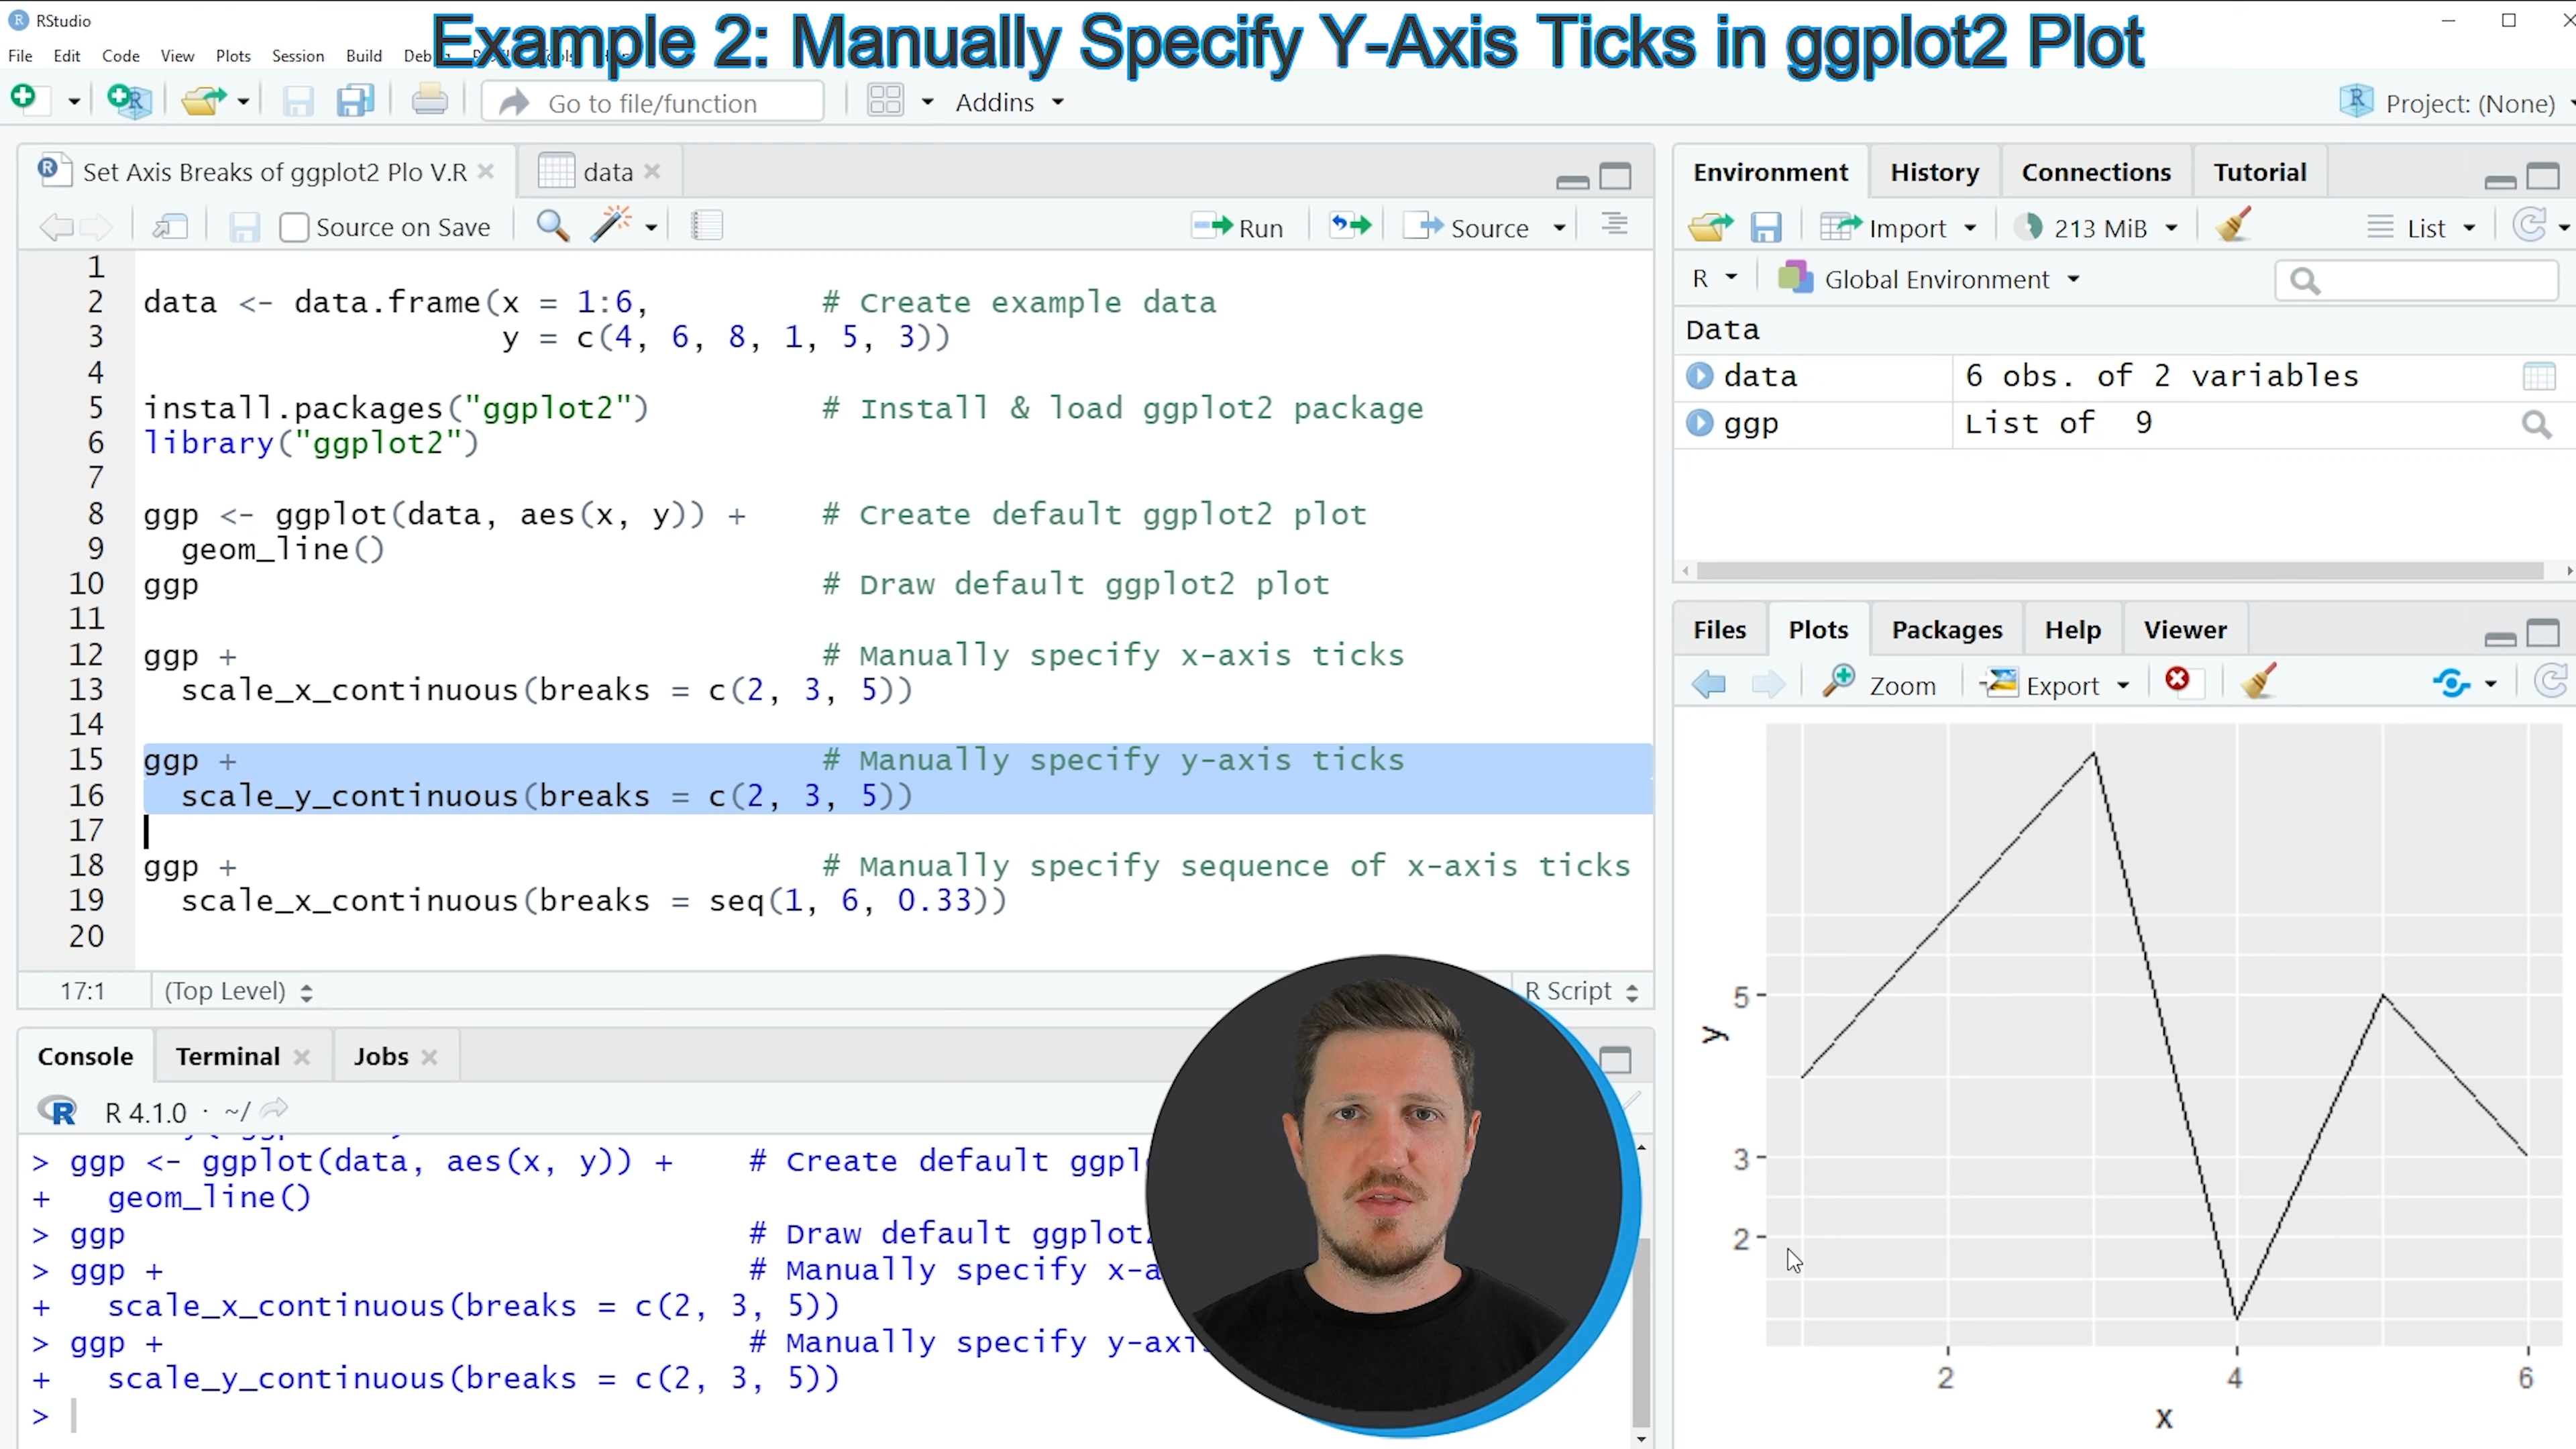 RStudio
Example 2: Manually Specify Y-Axis Ticks in ggplot2 Plot
File Edit Code View Plots Session Build
Go to file/function
Addins
Project: (None)
Set Axis Breaks of ggplot2 Plo V.R
data
Source on Save
Run
Source
1
2 data <- data.frame(x = 1:6, # Create example data
3 y = c(4, 6, 8, 1, 5, 3))
4
5 install.packages("ggplot2") # Install & load ggplot2 package
6 library("ggplot2")
7
8 ggp <- ggplot(data, aes(x, y)) + # Create default ggplot2 plot
9 geom_line()
10 ggp # Draw default ggplot2 plot
11
12 ggp + # Manually specify x-axis ticks
13 scale_x_continuous(breaks = c(2, 3, 5))
14
15 ggp + # Manually specify y-axis ticks
16 scale_y_continuous(breaks = c(2, 3, 5))
17
18 ggp + # Manually specify sequence of x-axis ticks
19 scale_x_continuous(breaks = seq(1, 6, 0.33))
20
17:1 (Top Level) R Script
Console Terminal Jobs
R 4.1.0 · ~/
> ggp <- ggplot(data, aes(x, y)) + # Create default
+ geom_line()
> ggp # Draw default
> ggp + # Manually specify
+ scale_x_continuous(breaks = c(2, 3, 5))
> ggp + # Manually specify
+ scale_y_continuous(breaks = c(2, 3, 5))
>
Environment History Connections Tutorial
Import 213 MiB List
R Global Environment
Data
data 6 obs. of 2 variables
ggp List of 9
Files Plots Packages Help Viewer
Zoom Export
5
y
3
2
2 4 6
x